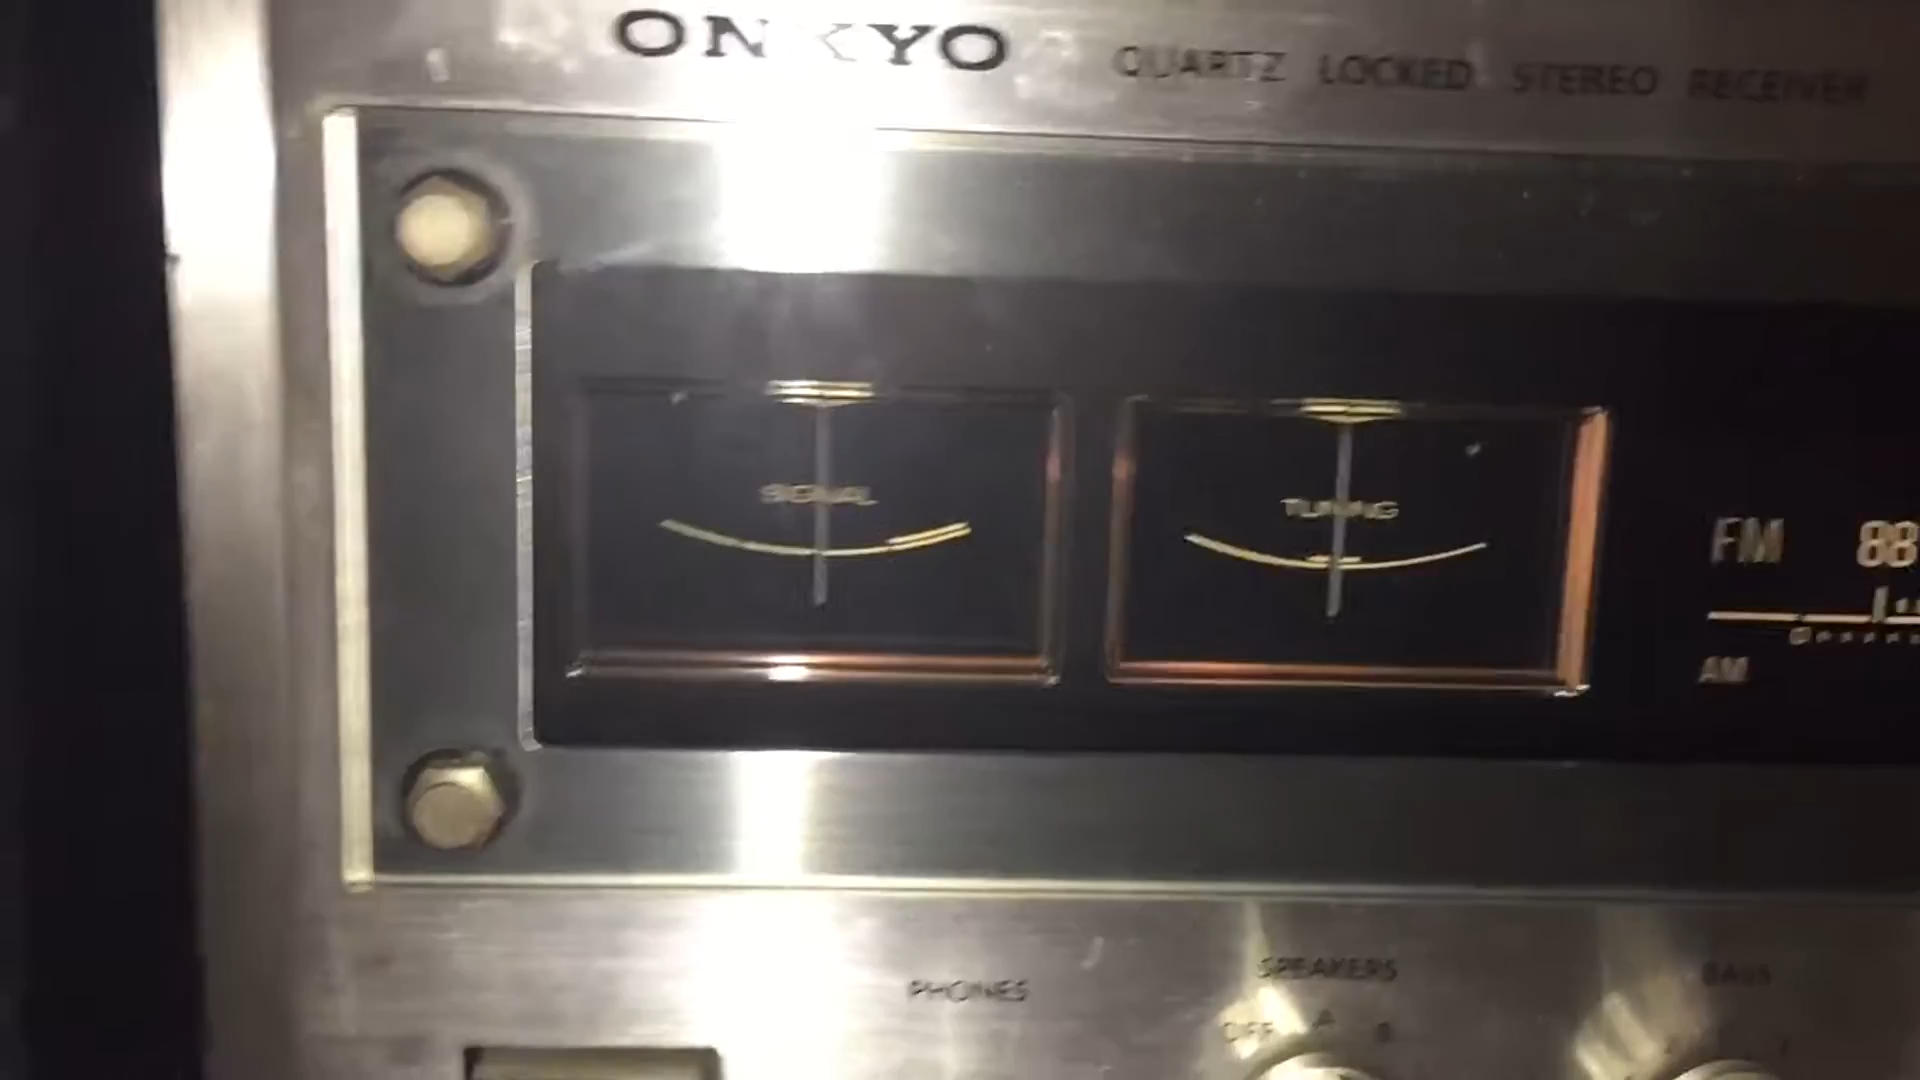 ONKYO QUARTZ LOCKED STEREO RECEIVER
SIGNAL TUNING
FM 88
AM
PHONES SPEAKERS BASS
OFF A B